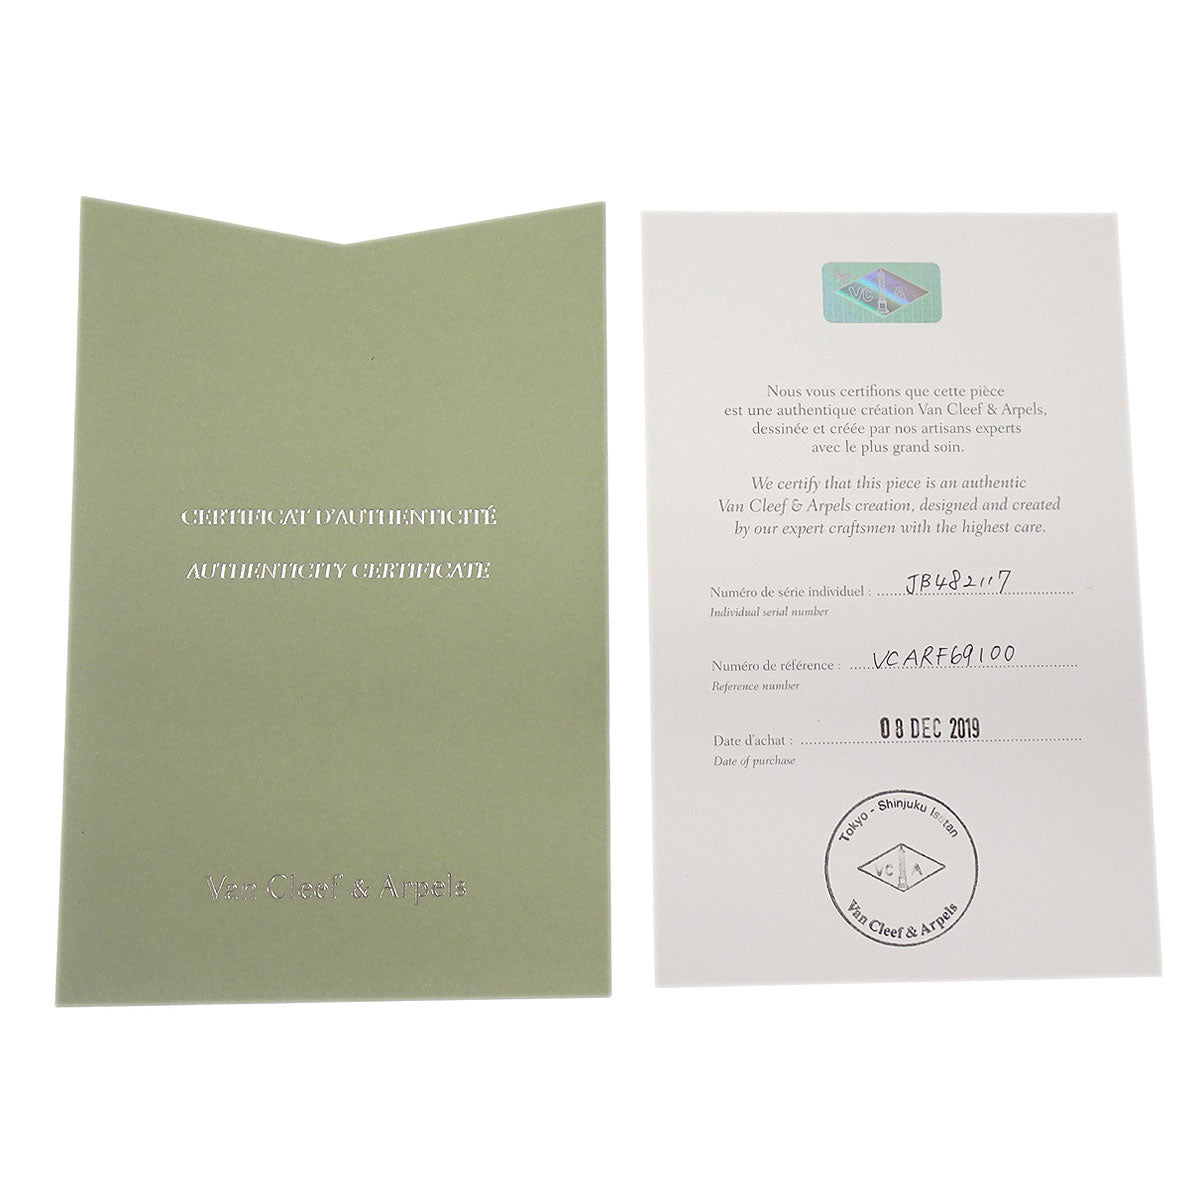 CERTIFICAT D'AUTHENTICITÉ
AUTHENTICITY CERTIFICATE
Van Cleef & Arpels
VC A
Nous vous certifions que cette pièce
est une authentique création Van Cleef & Arpels,
dessinée et créée par nos artisans experts
avec le plus grand soin.
We certify that this piece is an authentic
Van Cleef & Arpels creation, designed and created
by our expert craftsmen with the highest care.
Numéro de série individuel : JB482117
Individual serial number
Numéro de référence : VCARF69100
Reference number
Date d'achat : 08 DEC 2019
Date of purchase
Tokyo - Shinjuku Isetan
VC A
Van Cleef & Arpels